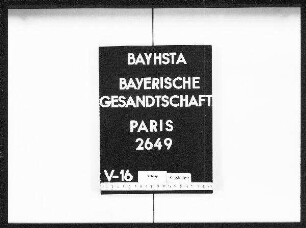 BAYHSTA
BAYERISCHE
GESANDTSCHAFT
PARIS
2649
V-16